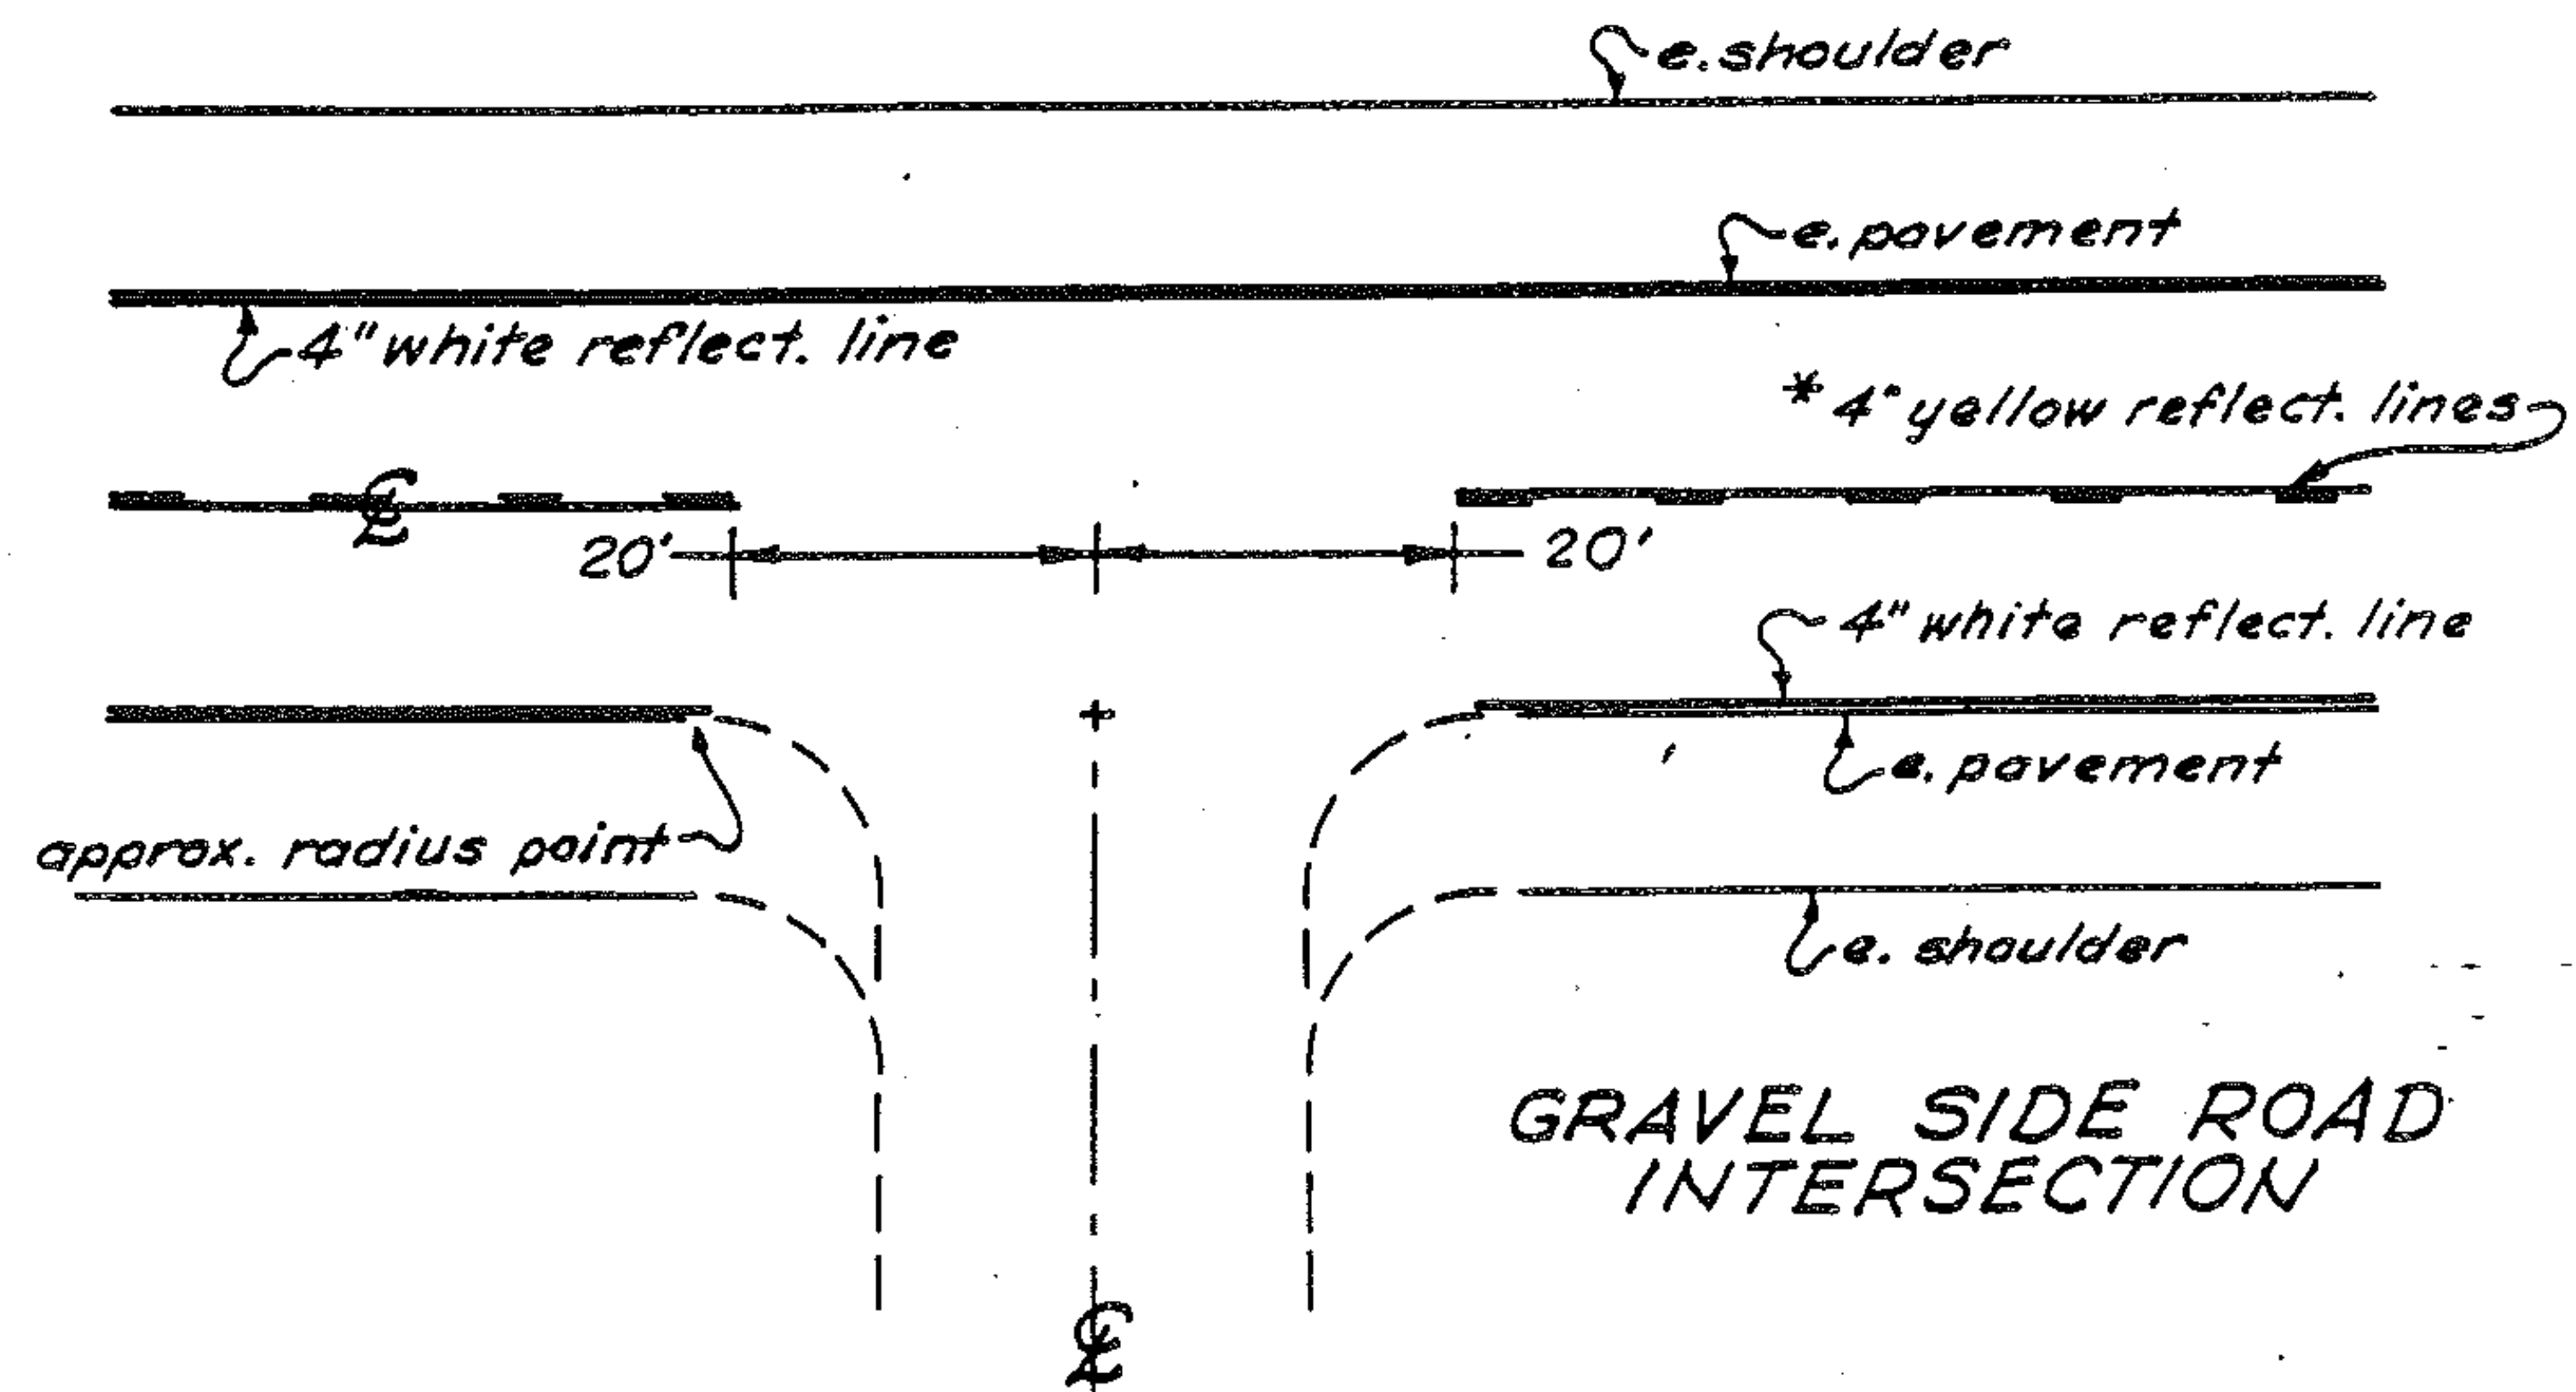 e. shoulder
e. pavement
4" white reflect. line
* 4" yellow reflect. lines
℄
20'
20'
4" white reflect. line
e. pavement
approx. radius point
e. shoulder
GRAVEL SIDE ROAD
INTERSECTION
℄